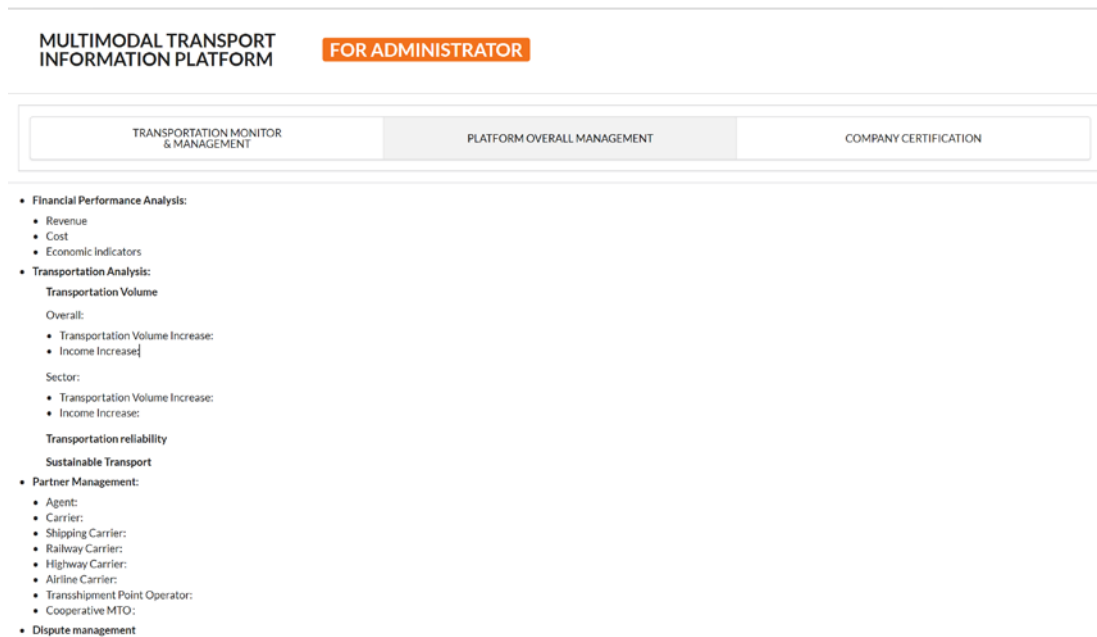 MULTIMODAL TRANSPORT
INFORMATION PLATFORM
FOR ADMINISTRATOR
TRANSPORTATION MONITOR
& MANAGEMENT
PLATFORM OVERALL MANAGEMENT
COMPANY CERTIFICATION
• Financial Performance Analysis:
• Revenue
• Cost
• Economic indicators
• Transportation Analysis:
Transportation Volume
Overall:
• Transportation Volume Increase:
• Income Increase:
Sector:
• Transportation Volume Increase:
• Income Increase:
Transportation reliability
Sustainable Transport
• Partner Management:
• Agent:
• Carrier:
• Shipping Carrier:
• Railway Carrier:
• Highway Carrier:
• Airline Carrier:
• Transshipment Point Operator:
• Cooperative MTO:
• Dispute management